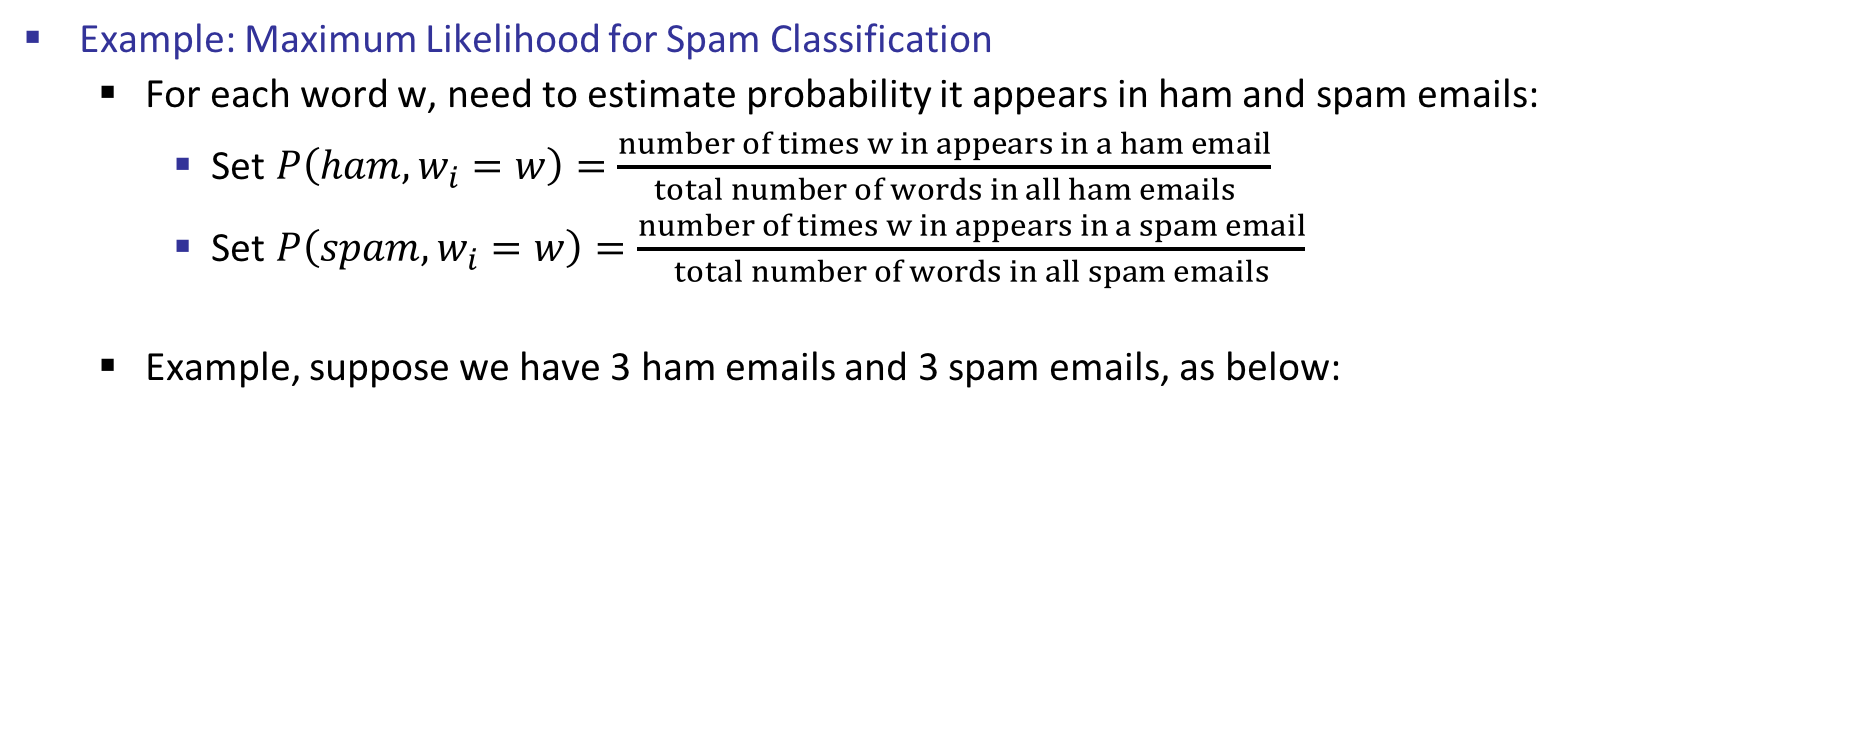 Example: Maximum Likelihood for Spam Classification
For each word w, need to estimate probability it appears in ham and spam emails:
Set P(ham, wᵢ = w) = number of times w in appears in a ham email
total number of words in all ham emails
Set P(spam, wᵢ = w) = number of times w in appears in a spam email
total number of words in all spam emails
Example, suppose we have 3 ham emails and 3 spam emails, as below: